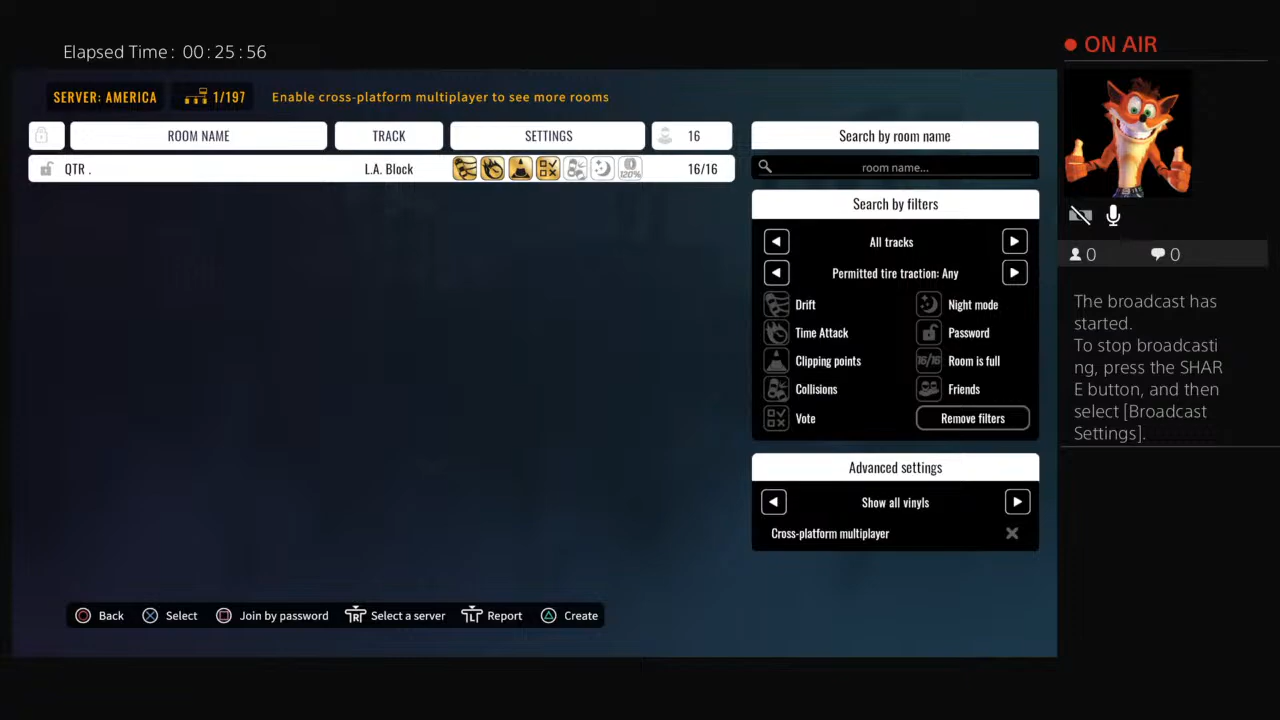 Elapsed Time: 00:25:56
ON AIR
SERVER: AMERICA
1/197
Enable cross-platform multiplayer to see more rooms
ROOM NAME
TRACK
SETTINGS
16
Search by room name
QTR .
L.A. Block
120%
16/16
room name...
Search by filters
All tracks
0
0
Permitted tire traction: Any
Drift
Night mode
Time Attack
Password
Clipping points
16/16
Room is full
Collisions
Friends
Vote
Remove filters
The broadcast has
started.
To stop broadcasti
ng, press the SHAR
E button, and then
select [Broadcast
Settings].
Advanced settings
Show all vinyls
Cross-platform multiplayer
Back
Select
Join by password
R
Select a server
L
Report
Create